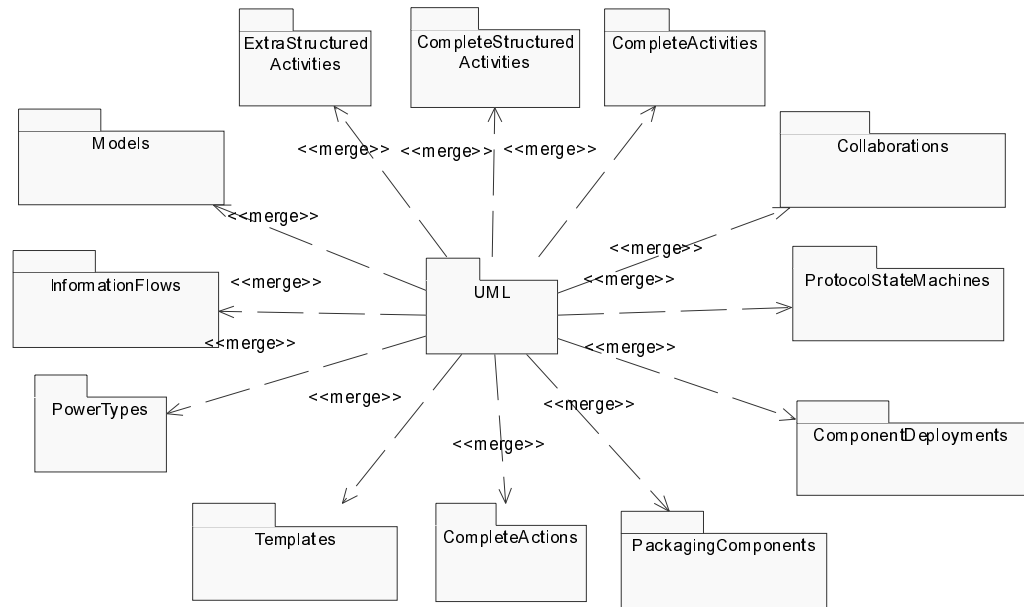 ExtraStructured
Activities
CompleteStructured
Activities
CompleteActivities
Models
Collaborations
<<merge>>
<<merge>>
<<merge>>
<<merge>>
<<merge>>
InformationFlows
<<merge>>
<<merge>>
ProtocolStateMachines
UML
<<merge>>
<<merge>>
PowerTypes
<<merge>>
<<merge>>
ComponentDeployments
<<merge>>
Templates
CompleteActions
PackagingComponents